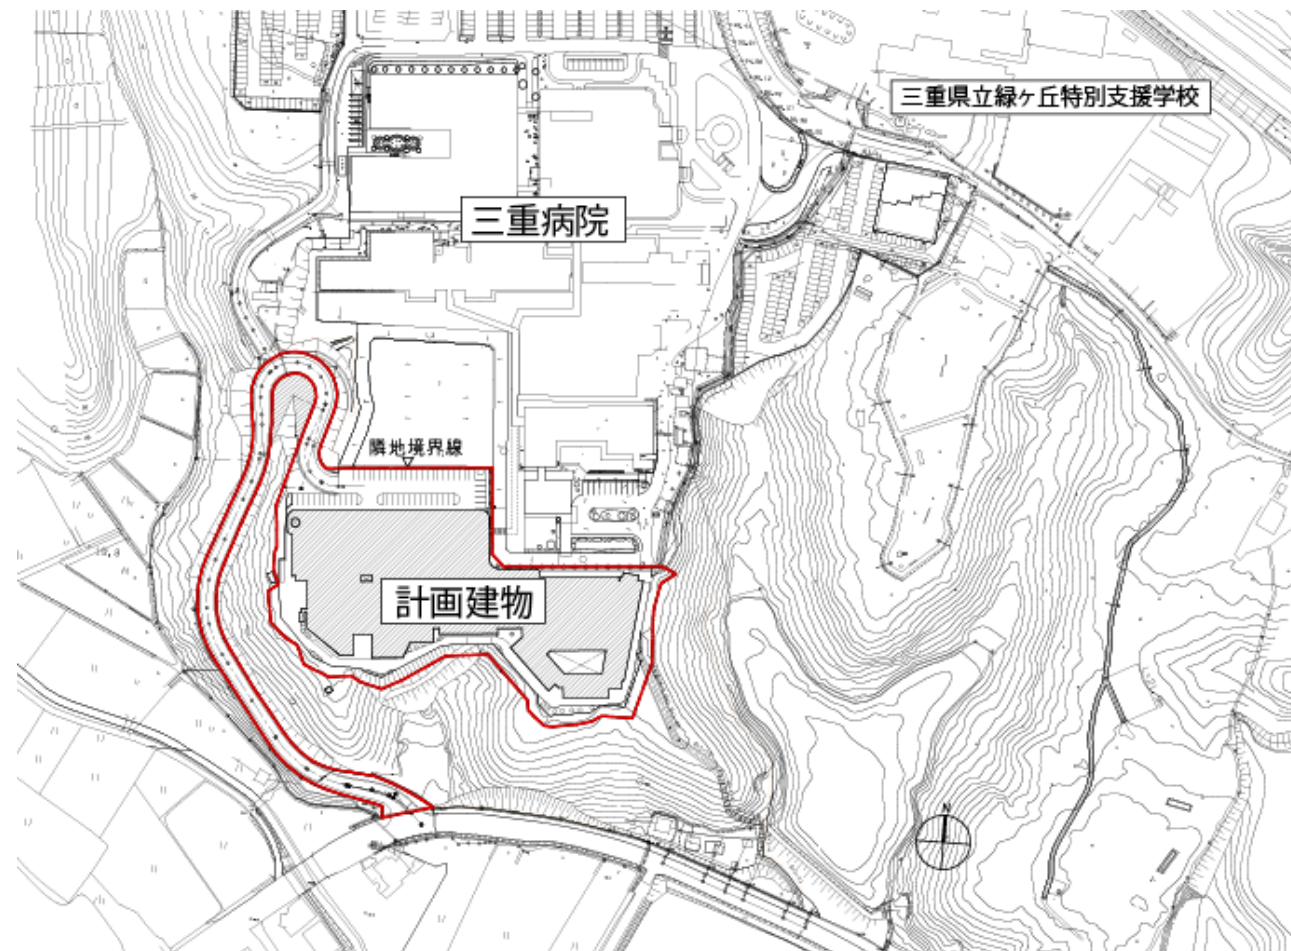 三重県立緑ヶ丘特別支援学校
三重病院
隣地境界線
計画建物
N